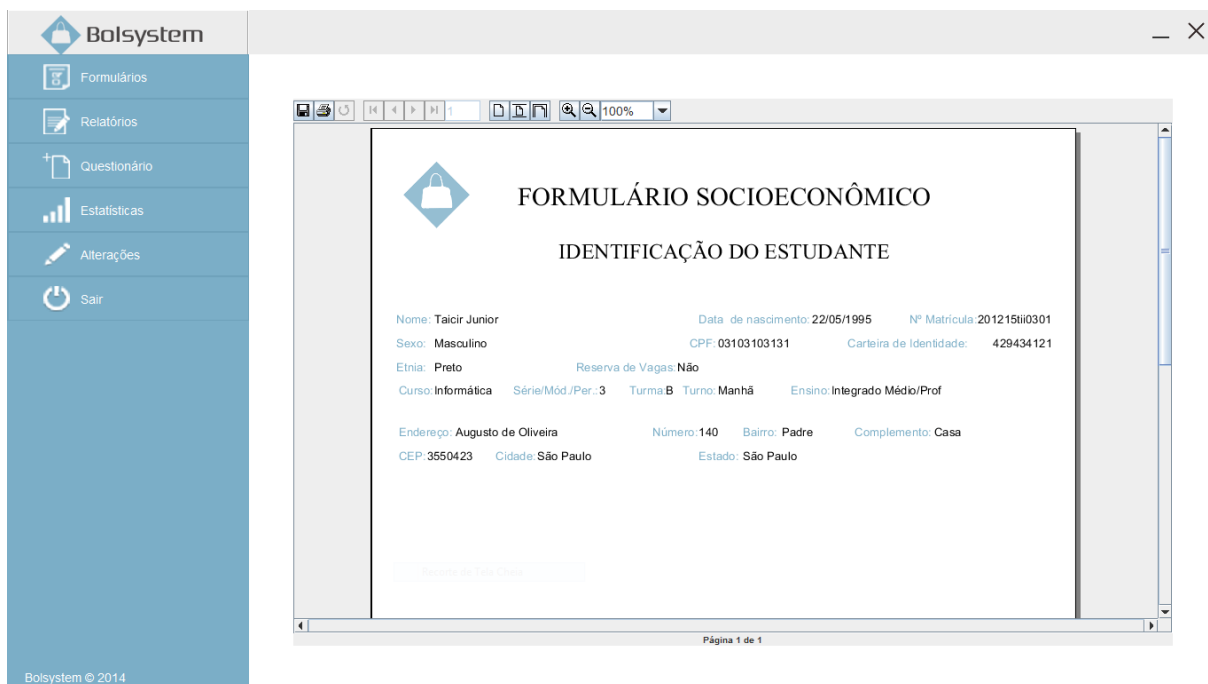 Bolsystem
Formulários
Relatórios
Questionário
Estatísticas
Alterações
Sair
Bolsystem © 2014
1
100%
FORMULÁRIO SOCIOECONÔMICO
IDENTIFICAÇÃO DO ESTUDANTE
Nome: Taicir Junior Data de nascimento: 22/05/1995 Nº Matrícula: 201215tii0301
Sexo: Masculino CPF: 03103103131 Carteira de Identidade: 429434121
Etnia: Preto Reserva de Vagas: Não
Curso: Informática Série/Mód./Per.: 3 Turma: B Turno: Manhã Ensino: Integrado Médio/Prof
Endereço: Augusto de Oliveira Número: 140 Bairro: Padre Complemento: Casa
CEP: 3550423 Cidade: São Paulo Estado: São Paulo
Página 1 de 1